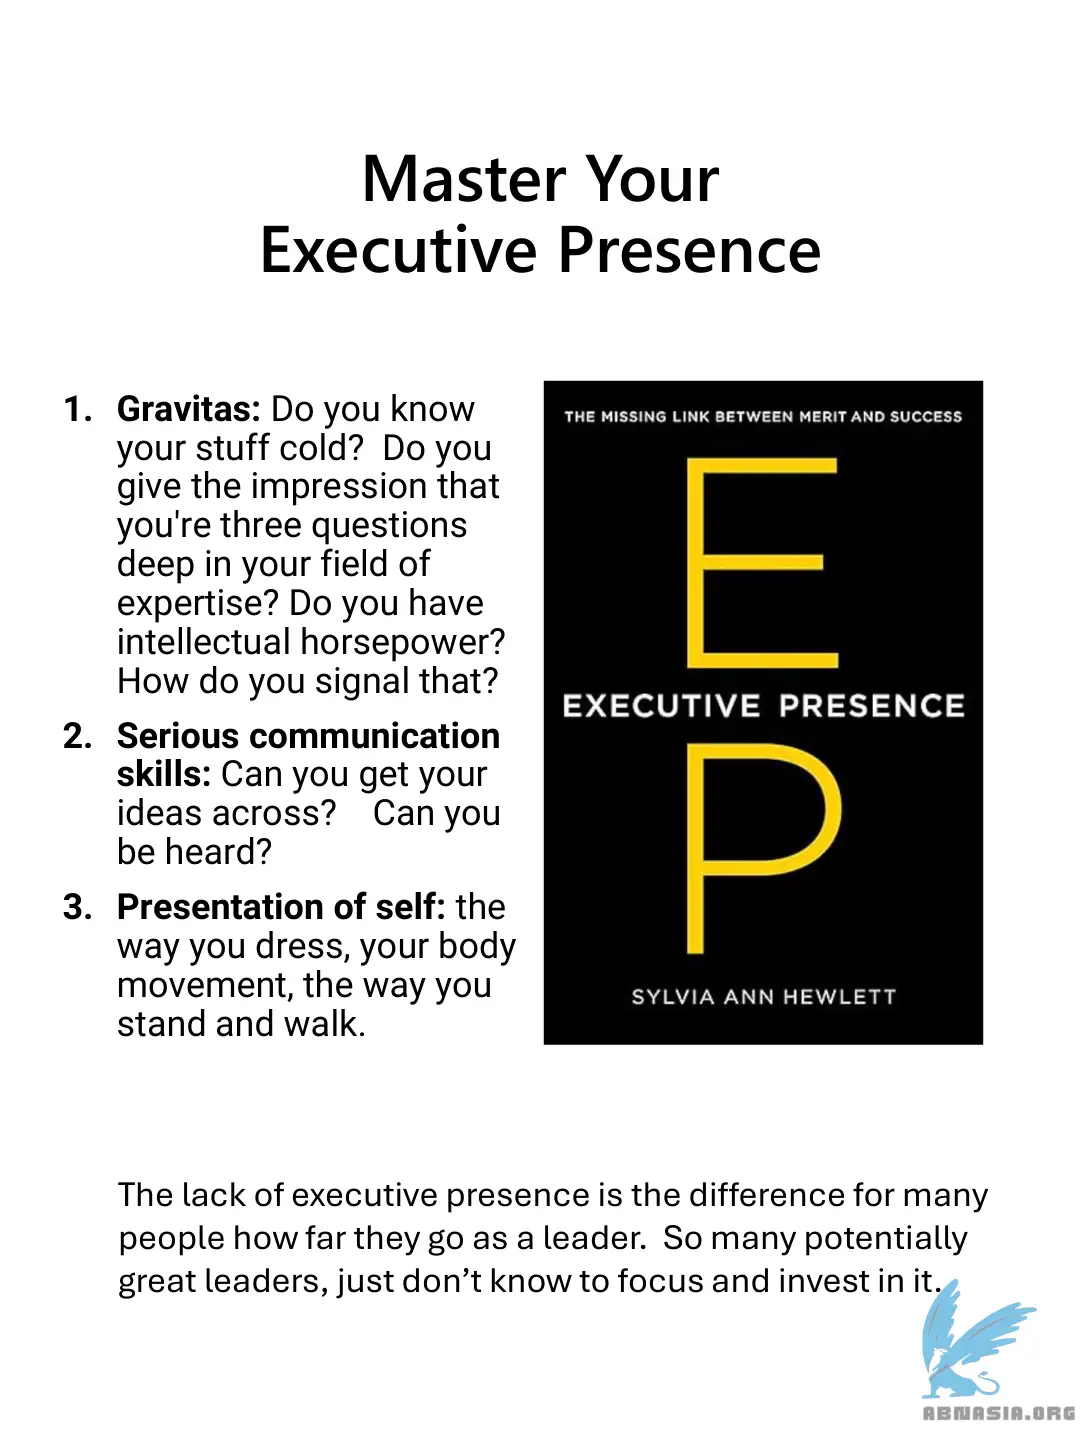 Master Your
Executive Presence
1. Gravitas: Do you know
your stuff cold?  Do you
give the impression that
you're three questions
deep in your field of
expertise? Do you have
intellectual horsepower?
How do you signal that?
2. Serious communication
skills: Can you get your
ideas across?    Can you
be heard?
3. Presentation of self: the
way you dress, your body
movement, the way you
stand and walk.
THE MISSING LINK BETWEEN MERIT AND SUCCESS
E
EXECUTIVE PRESENCE
P
SYLVIA ANN HEWLETT
The lack of executive presence is the difference for many
people how far they go as a leader.  So many potentially
great leaders, just don’t know to focus and invest in it.
ABNASIA.ORG